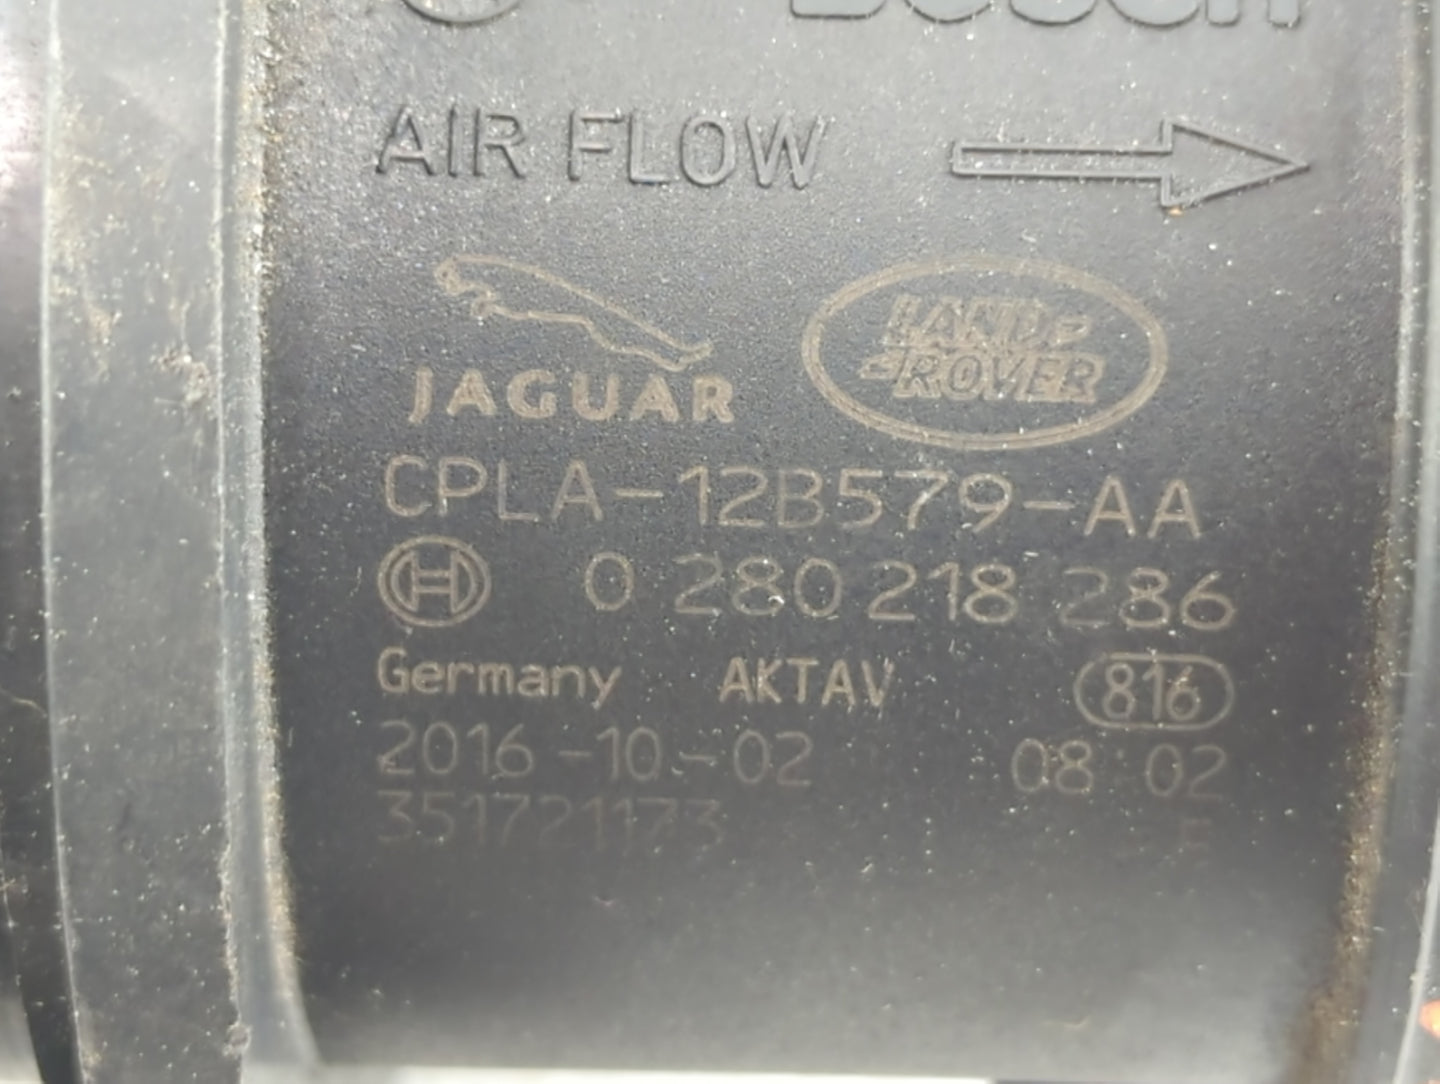 BOSCH
AIR FLOW
JAGUAR
LAND ROVER
CPLA-12B579-AA
0 280 218 286
Germany AKTAV 816
2016-10-02 08 02
351721173